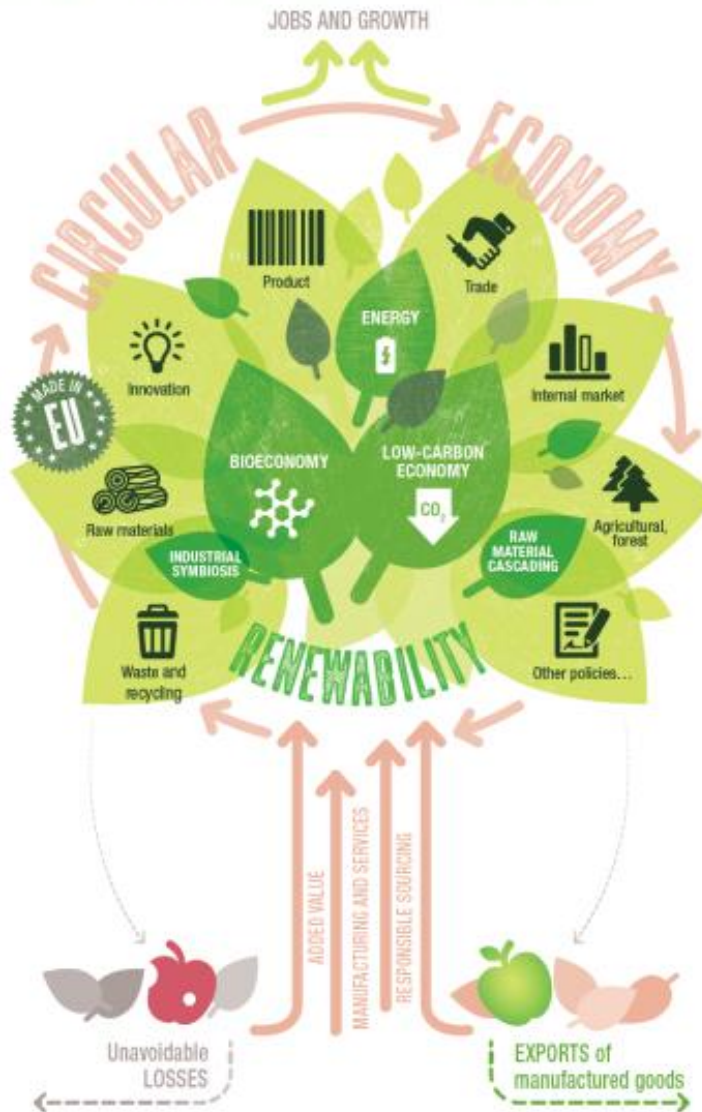 JOBS AND GROWTH
CIRCULAR
ECONOMY
Product
Trade
ENERGY
Innovation
Internal market
MADE IN
EU
BIOECONOMY
LOW-CARBON
ECONOMY
CO₂
Raw materials
Agricultural,
forest
INDUSTRIAL
SYMBIOSIS
RAW
MATERIAL
CASCADING
Waste and
recycling
RENEWABILITY
Other policies...
ADDED VALUE
MANUFACTURING AND SERVICES
RESPONSIBLE SOURCING
Unavoidable
LOSSES
EXPORTS of
manufactured goods